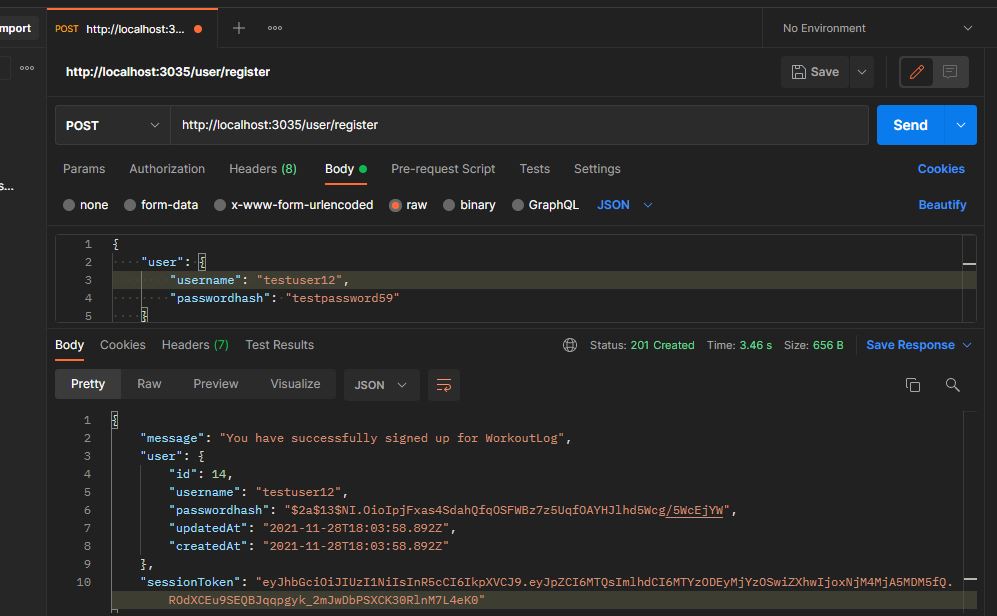 mport
POST http://localhost:3...
No Environment
http://localhost:3035/user/register
Save
POST http://localhost:3035/user/register Send
s...
Params Authorization Headers (8) Body Pre-request Script Tests Settings Cookies
none form-data x-www-form-urlencoded raw binary GraphQL JSON Beautify
1 {
2 "user": {
3 "username": "testuser12",
4 "passwordhash": "testpassword59"
5 }
Body Cookies Headers (7) Test Results Status: 201 Created Time: 3.46 s Size: 656 B Save Response
Pretty Raw Preview Visualize JSON
1 {
2 "message": "You have successfully signed up for WorkoutLog",
3 "user": {
4 "id": 14,
5 "username": "testuser12",
6 "passwordhash": "$2a$13$NI.OioIpjFxas4SdahQfqOSFWBz7z5UqfOAYHJlhd5Wcg/5WcEjYW",
7 "updatedAt": "2021-11-28T18:03:58.892Z",
8 "createdAt": "2021-11-28T18:03:58.892Z"
9 },
10 "sessionToken": "eyJhbGciOiJIUzI1NiIsInR5cCI6IkpXVCJ9.eyJpZCI6MTQsImlhdCI6MTYzODEyMjYzOSwiZXhwIjoxNjM4MjA5MDM5fQ.
ROdXCEu9SEQBJqqpgyk_2mJwDbPSXCK30RlnM7L4eK0"